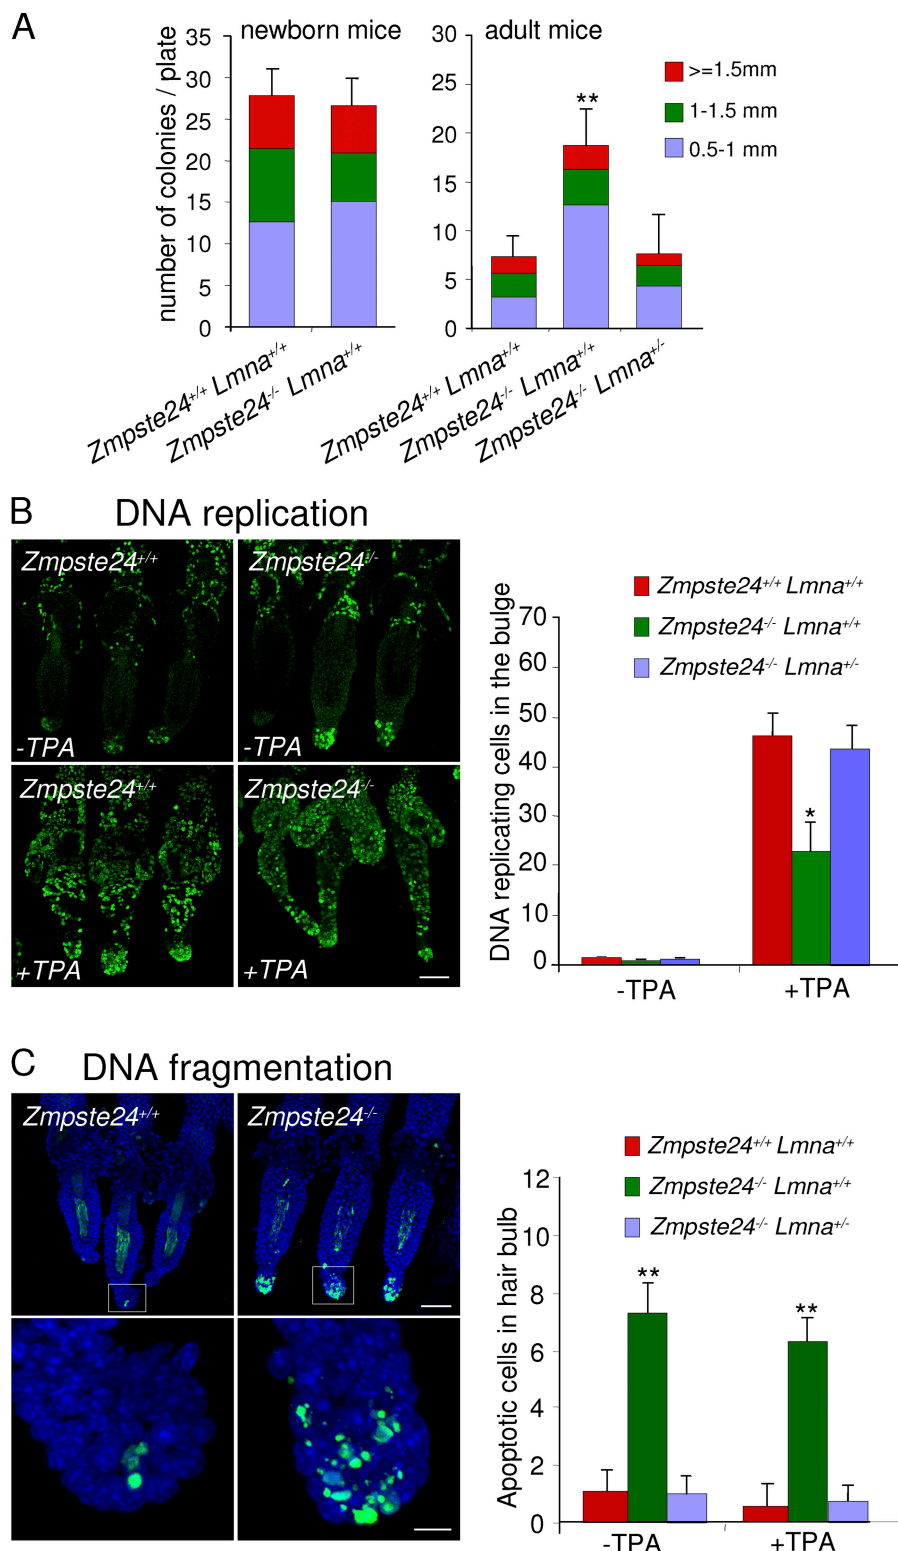 A
newborn mice
adult mice
number of colonies / plate
35
30
25
20
15
10
5
0
30
25
20
15
10
5
0
**
>=1.5mm
1-1.5 mm
0.5-1 mm
Zmpste24+/+ Lmna+/+
Zmpste24-/- Lmna+/+
Zmpste24+/+ Lmna+/+
Zmpste24-/- Lmna+/+
Zmpste24-/- Lmna+/-
B
DNA replication
Zmpste24+/+
Zmpste24-/-
-TPA
-TPA
Zmpste24+/+
Zmpste24-/-
+TPA
+TPA
Zmpste24+/+ Lmna+/+
Zmpste24-/- Lmna+/+
Zmpste24-/- Lmna+/-
DNA replicating cells in the bulge
70
60
50
40
30
20
10
0
*
-TPA
+TPA
C
DNA fragmentation
Zmpste24+/+
Zmpste24-/-
Zmpste24+/+ Lmna+/+
Zmpste24-/- Lmna+/+
Zmpste24-/- Lmna+/-
Apoptotic cells in hair bulb
12
10
8
6
4
2
0
**
**
-TPA
+TPA